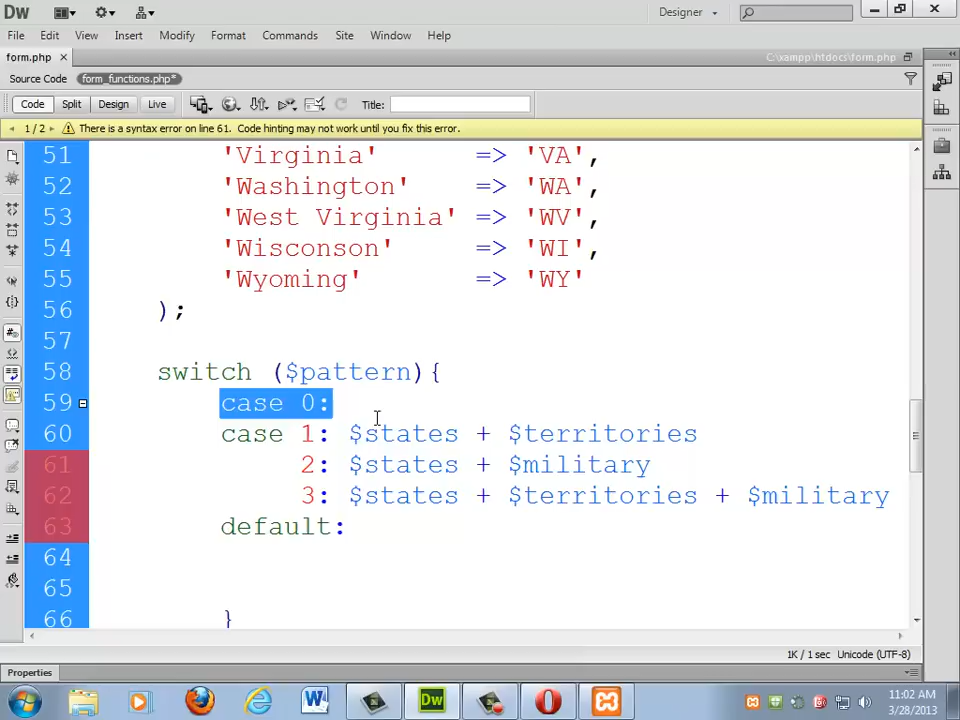 Dw
Designer
File Edit View Insert Modify Format Commands Site Window Help
form.php
C:\xampp\htdocs\form.php
Source Code form_functions.php*
Code Split Design Live Title:
1 / 2 There is a syntax error on line 61. Code hinting may not work until you fix this error.
51 'Virginia' => 'VA',
52 'Washington' => 'WA',
53 'West Virginia' => 'WV',
54 'Wisconson' => 'WI',
55 'Wyoming' => 'WY'
56 );
57
58 switch ($pattern){
59 case 0:
60 case 1: $states + $territories
61 2: $states + $military
62 3: $states + $territories + $military
63 default:
64
65
66 }
1K / 1 sec Unicode (UTF-8)
Properties
W Dw 11:02 AM
3/28/2013